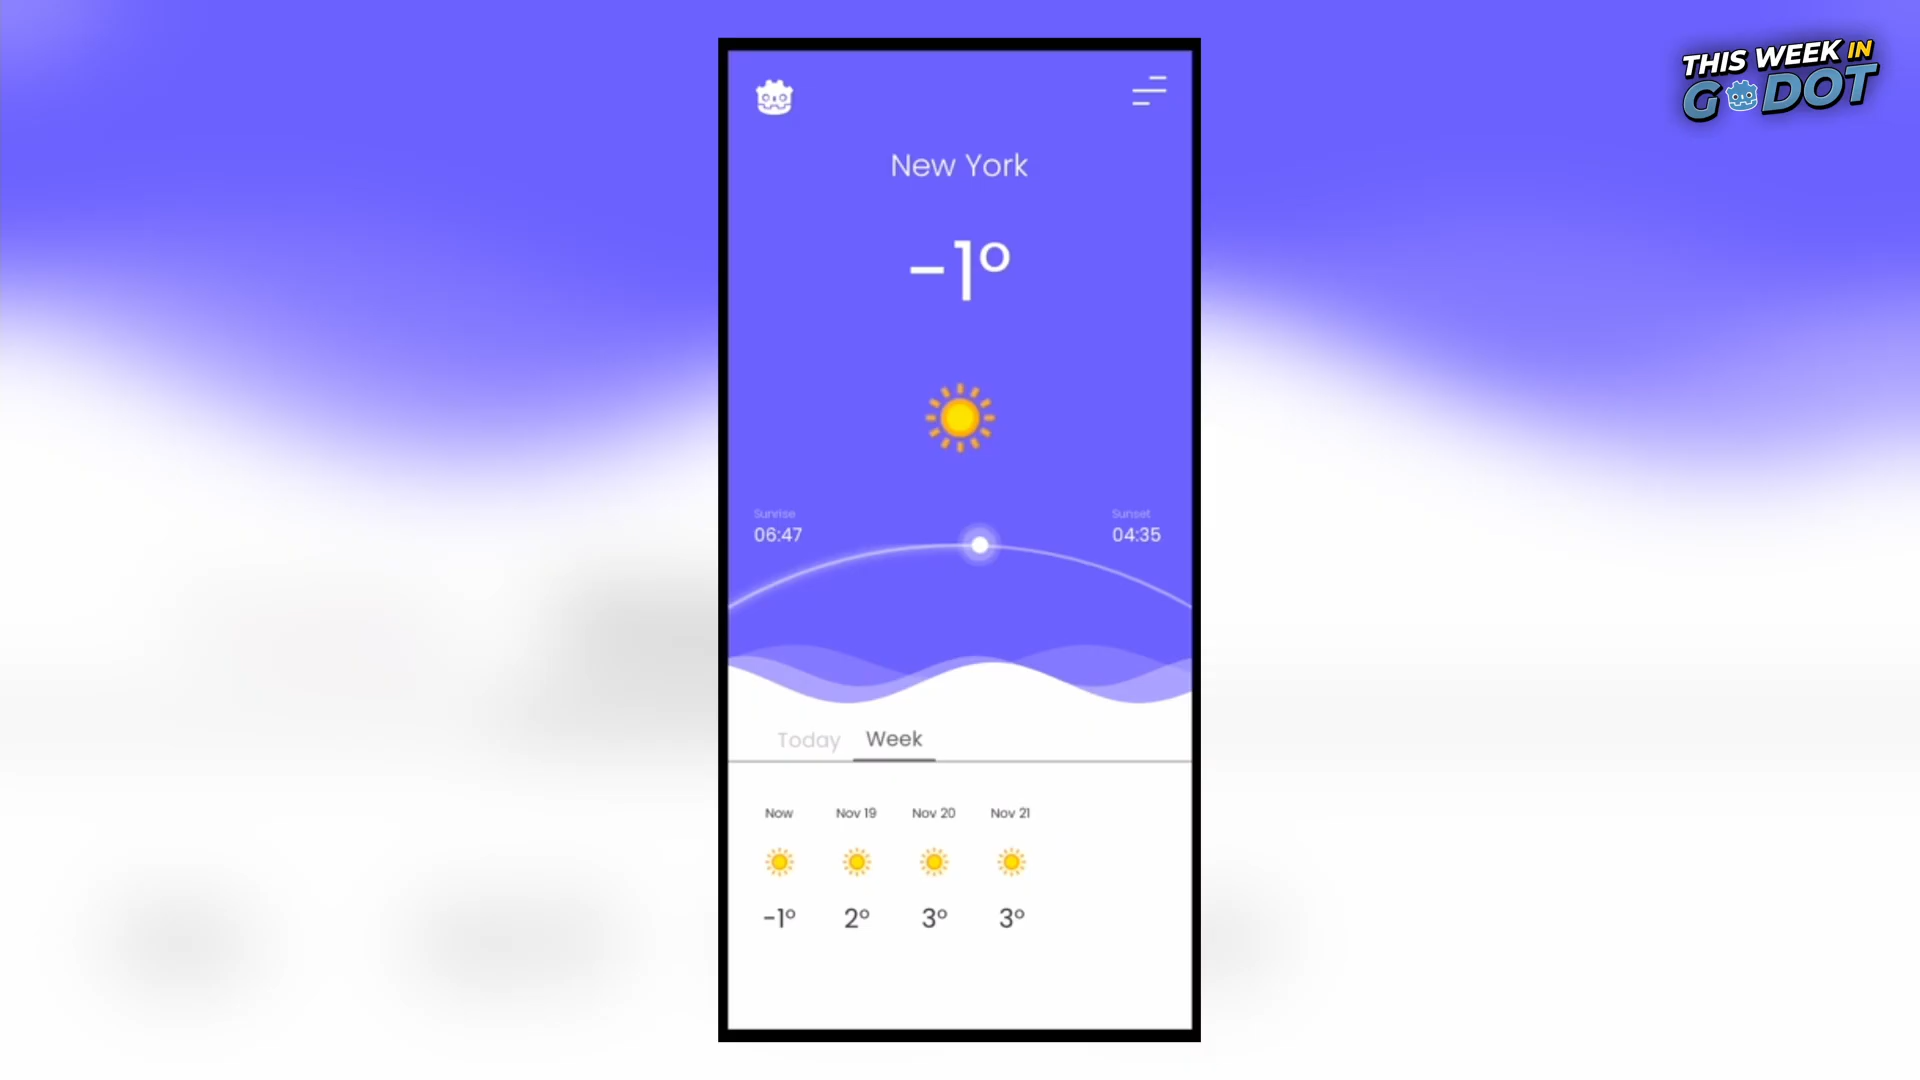 THIS WEEK IN
GODOT
New York
-1°
Sunrise
06:47
Sunset
04:35
Today
Week
Now
Nov 19
Nov 20
Nov 21
-1°
2°
3°
3°